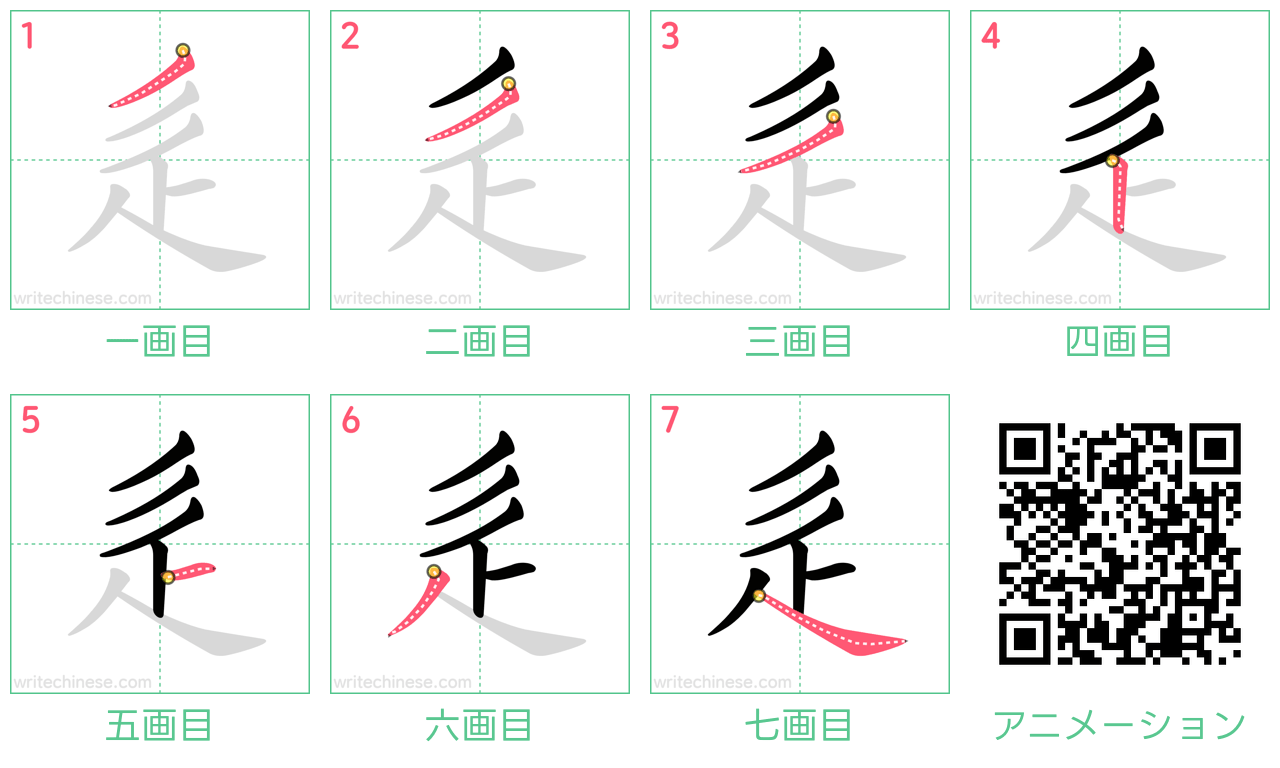 1 2 3 4
writechinese.com writechinese.com writechinese.com writechinese.com
一画目 二画目 三画目 四画目
5 6 7
writechinese.com writechinese.com writechinese.com
五画目 六画目 七画目 アニメーション